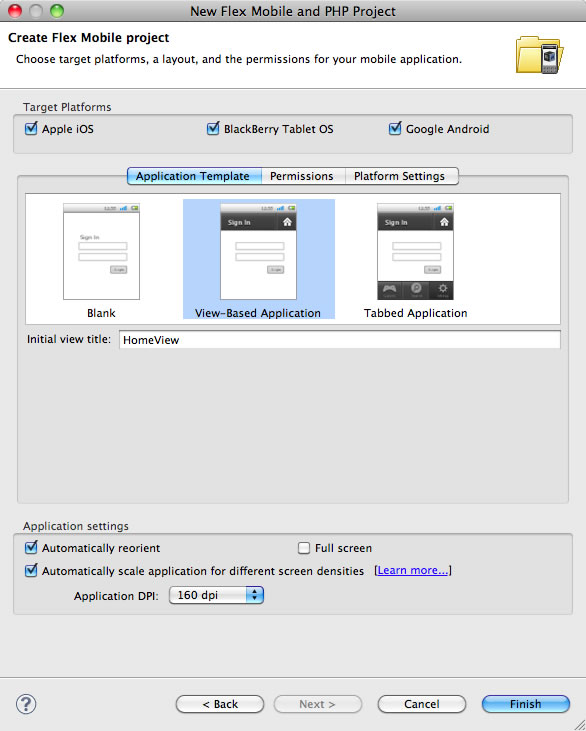 New Flex Mobile and PHP Project
Create Flex Mobile project
Choose target platforms, a layout, and the permissions for your mobile application.
Target Platforms
Apple iOS
BlackBerry Tablet OS
Google Android
Application Template
Permissions
Platform Settings
Sign In
Sign In
Sign In
Blank
View-Based Application
Tabbed Application
Initial view title:
HomeView
Application settings
Automatically reorient
Full screen
Automatically scale application for different screen densities [Learn more...]
Application DPI:
160 dpi
?
< Back
Next >
Cancel
Finish